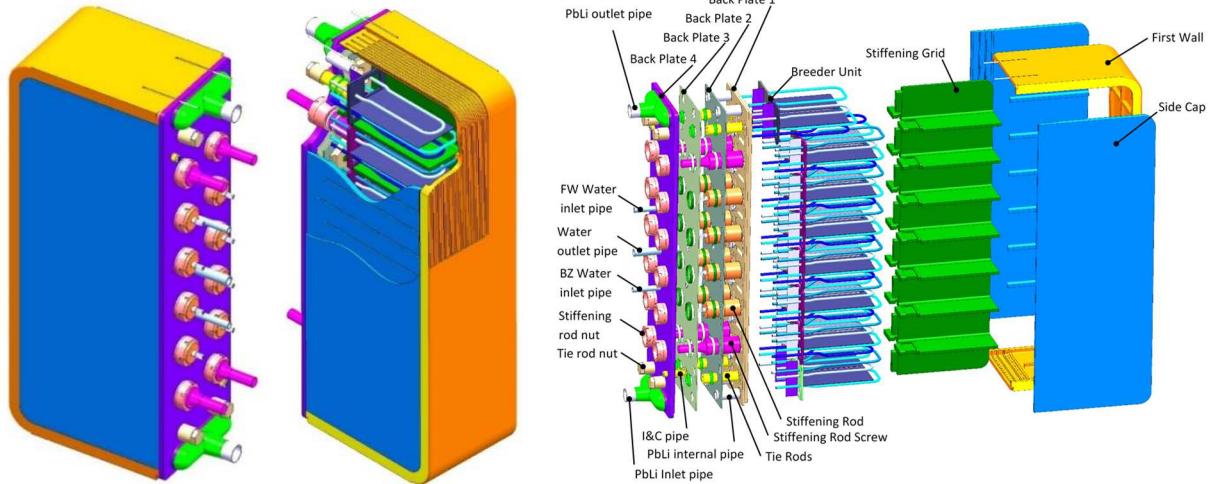 PbLi outlet pipe
Back Plate 1
Back Plate 2
Back Plate 3
Back Plate 4
Breeder Unit
Stiffening Grid
First Wall
Side Cap
FW Water
inlet pipe
Water
outlet pipe
BZ Water
inlet pipe
Stiffening
rod nut
Tie rod nut
I&C pipe
PbLi internal pipe
PbLi Inlet pipe
Stiffening Rod
Stiffening Rod Screw
Tie Rods